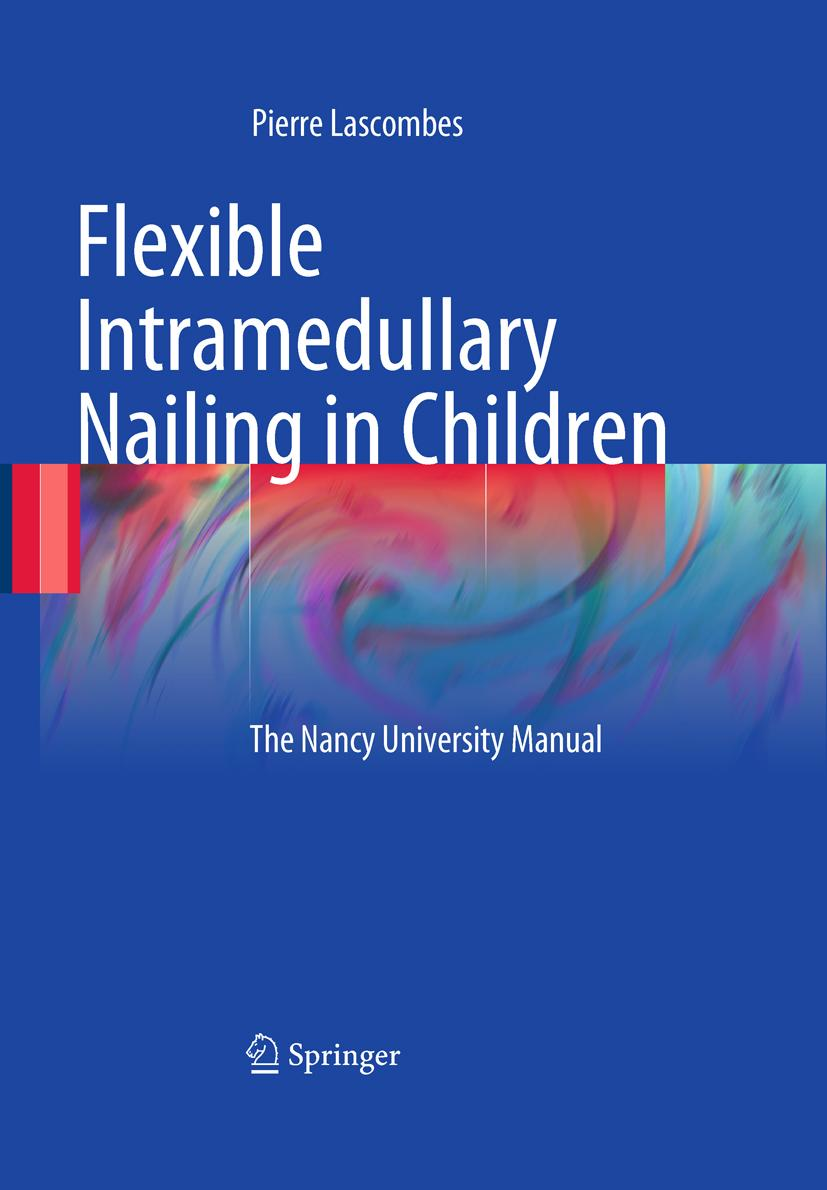 Pierre Lascombes
Flexible
Intramedullary
Nailing in Children
The Nancy University Manual
Springer